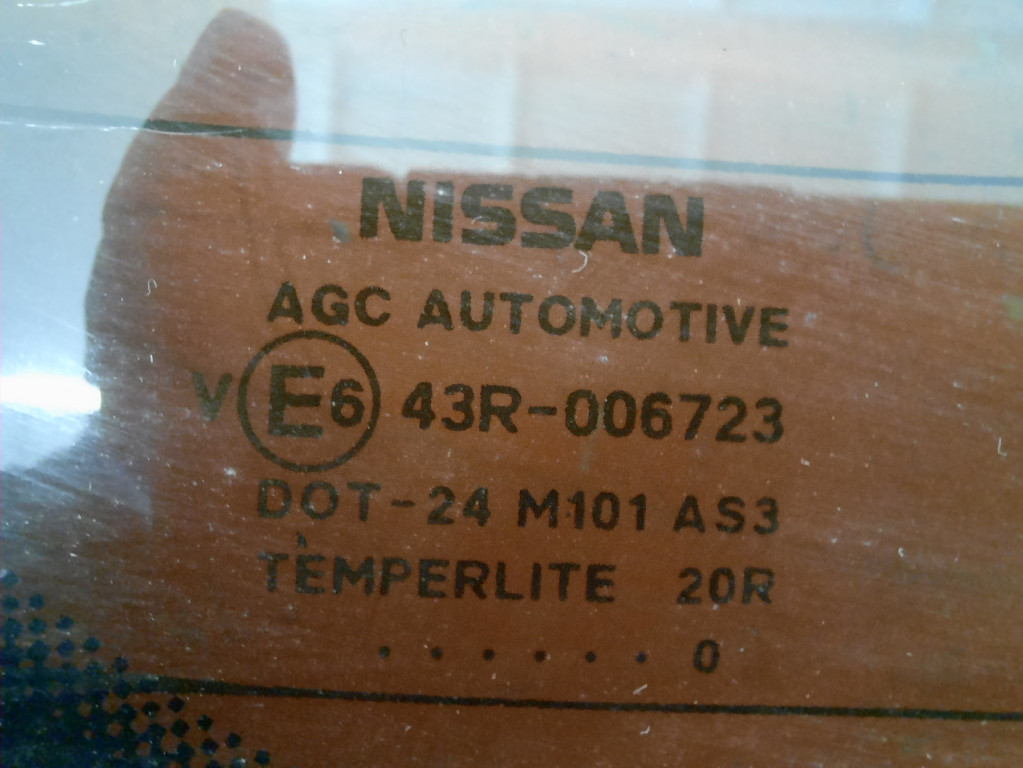 NISSAN
AGC AUTOMOTIVE
V E6 43R-006723
DOT-24 M101 AS3
TEMPERLITE 20R
. . . . . . 0